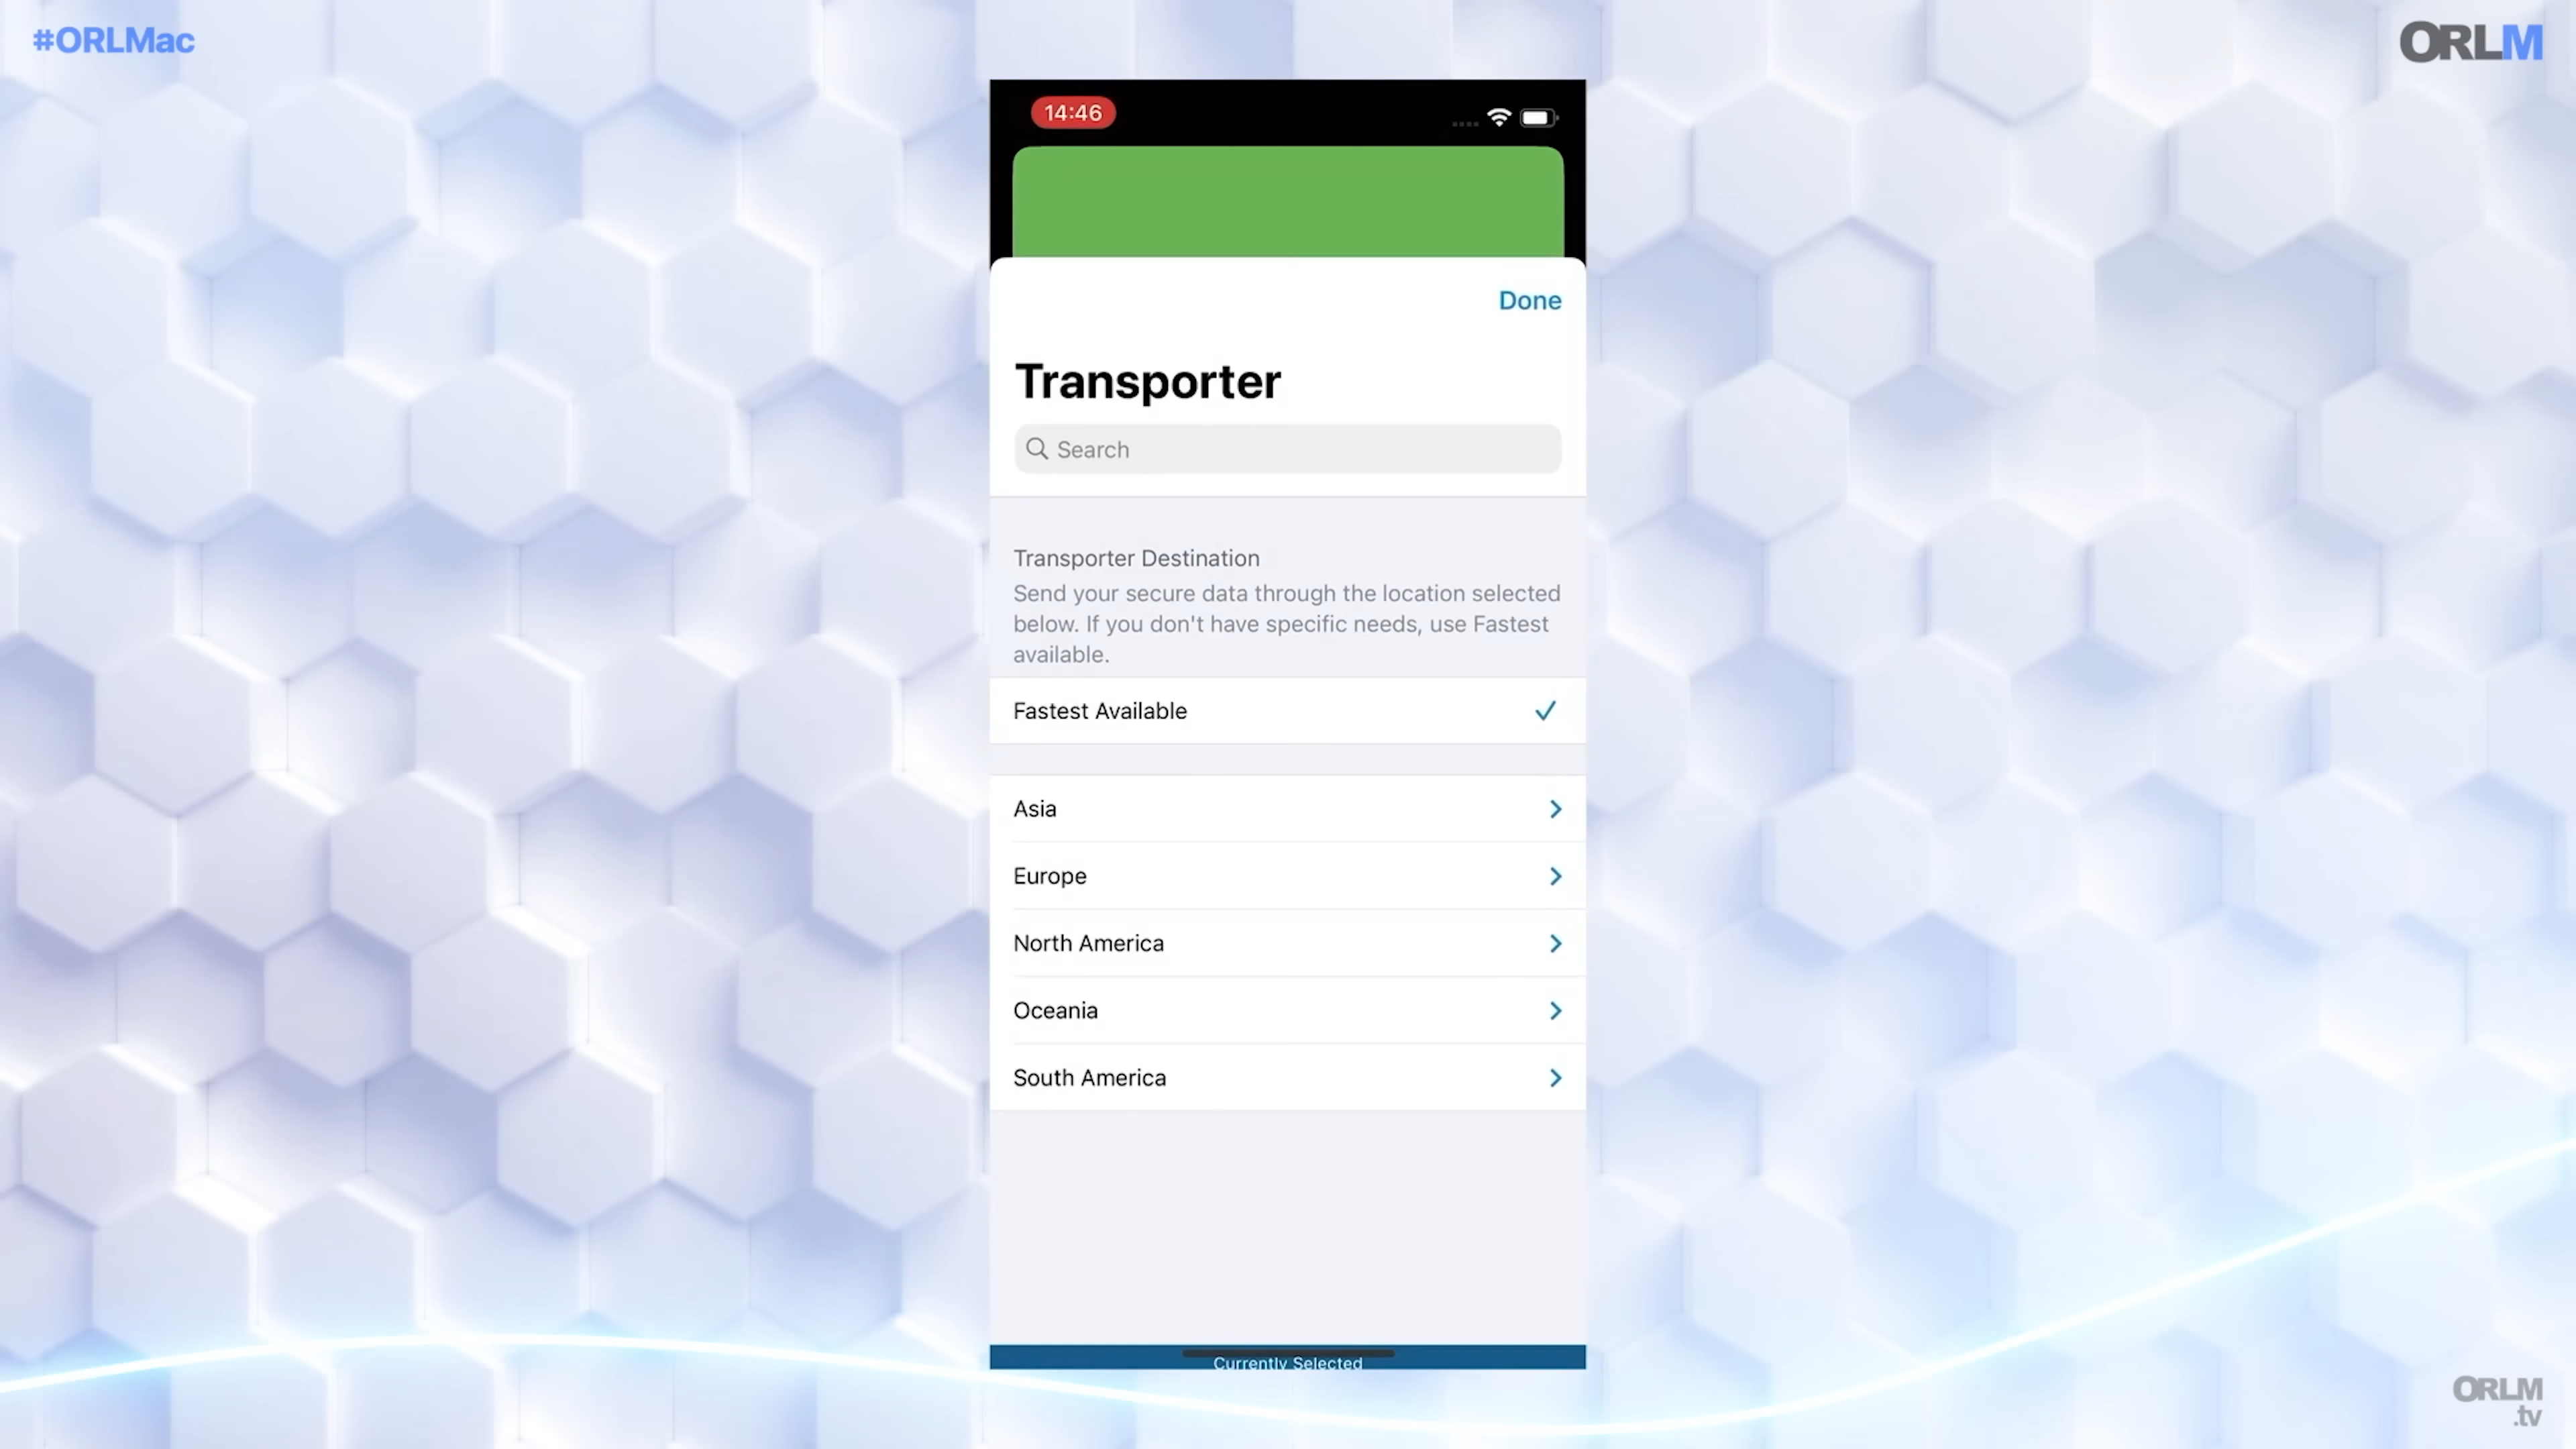 #ORLMac
ORLM
14:46
Done
Transporter
Search
Transporter Destination
Send your secure data through the location selected
below. If you don't have specific needs, use Fastest
available.
Fastest Available
Asia
Europe
North America
Oceania
South America
Currently Selected
ORLM
.tv